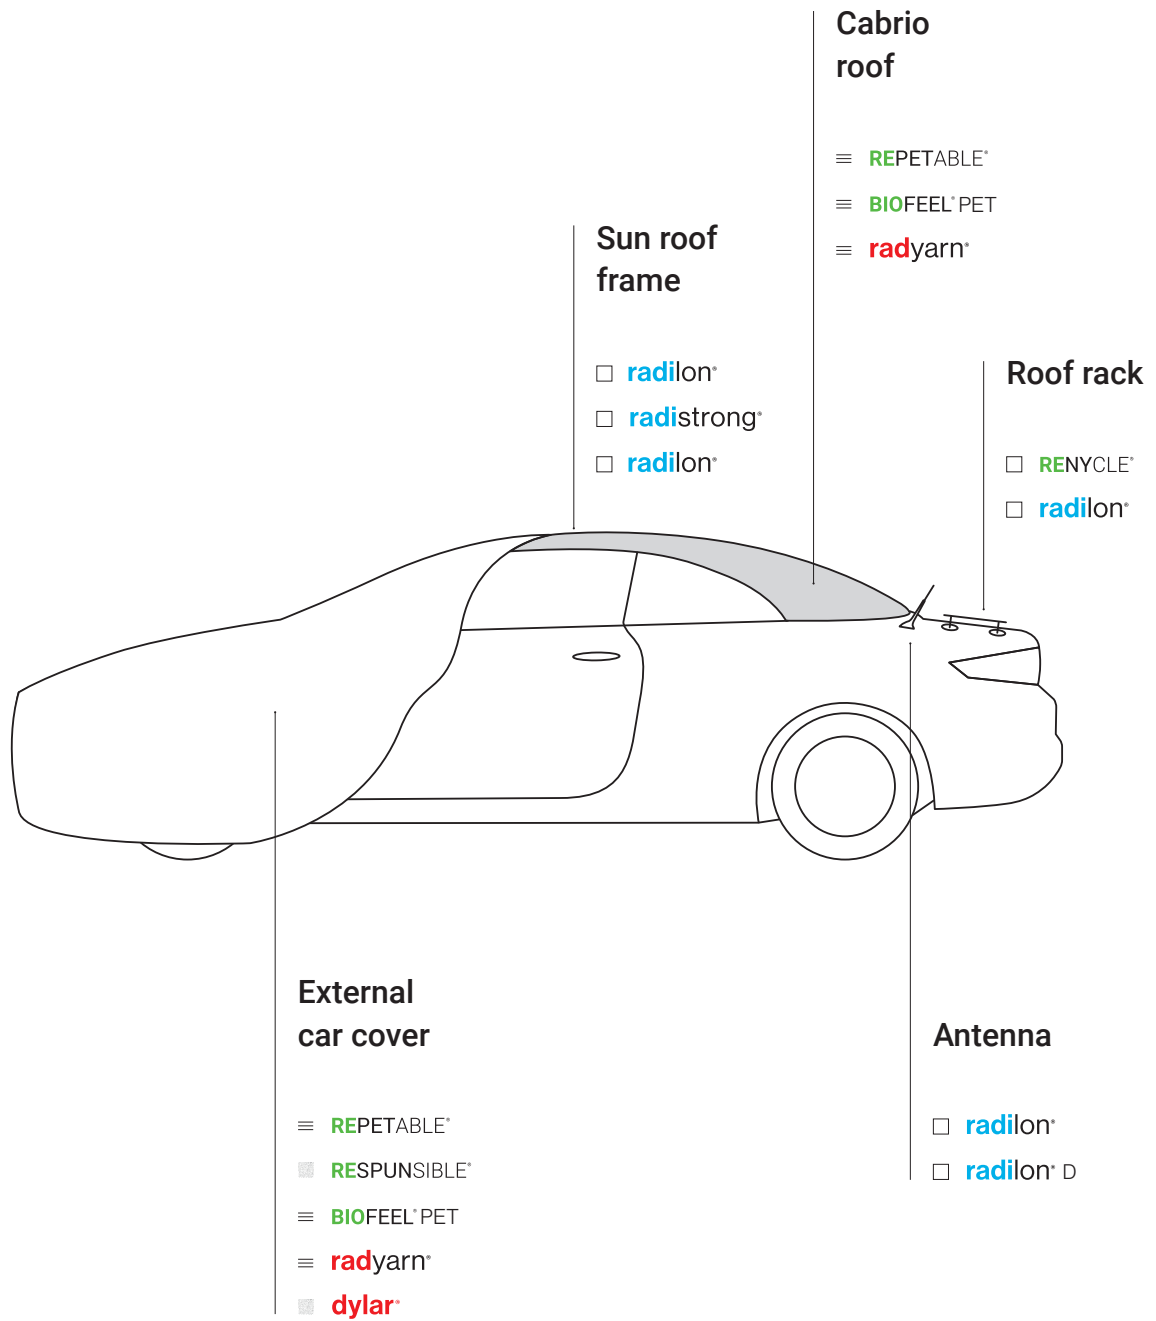 Cabrio
roof
REPETABLE®
BIOFEEL® PET
radyarn®
Sun roof
frame
radilon®
radistrong®
radilon®
Roof rack
RENYCLE®
radilon®
External
car cover
REPETABLE®
RESPUNSIBLE®
BIOFEEL® PET
radyarn®
dylar®
Antenna
radilon®
radilon® D